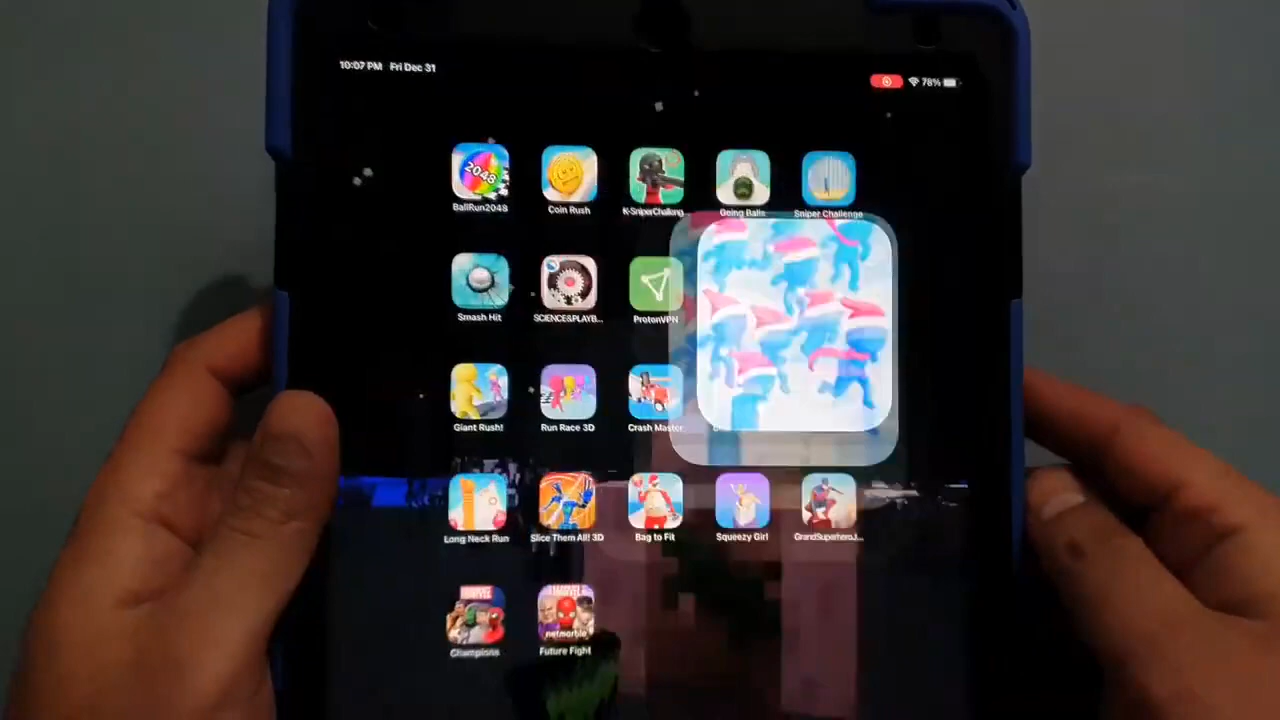 10:07 PM Fri Dec 31
78%
2048
BallRun2048
Coin Rush
K-SniperChalleng...
Going Balls
Sniper Challenge
Smash Hit
SCIENCE&PLAYB...
ProtonVPN
Giant Rush!
Run Race 3D
Crash Master
Long Neck Run
Slice Them All! 3D
Bag to Fit
Squeezy Girl
GrandSuperheroJ...
MARVEL
Champions
MARVEL
netmarble
Future Fight